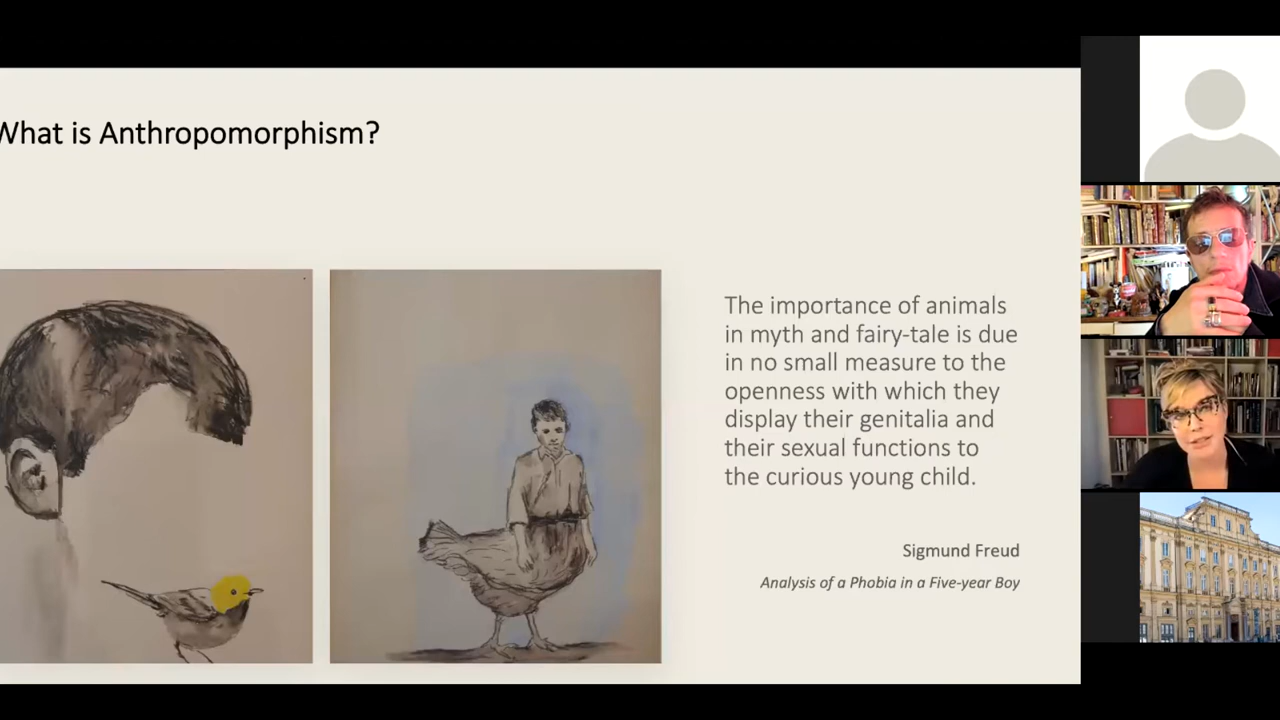 What is Anthropomorphism?
The importance of animals
in myth and fairy-tale is due
in no small measure to the
openness with which they
display their genitalia and
their sexual functions to
the curious young child.
Sigmund Freud
Analysis of a Phobia in a Five-year Boy